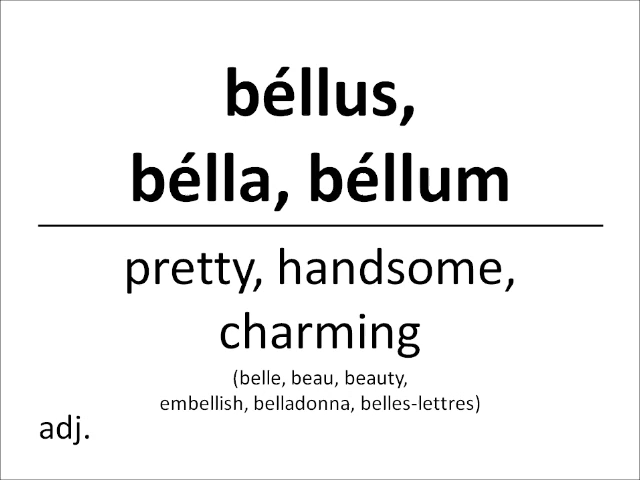 béllus,
bélla, béllum
pretty, handsome,
charming
(belle, beau, beauty,
embellish, belladonna, belles-lettres)
adj.